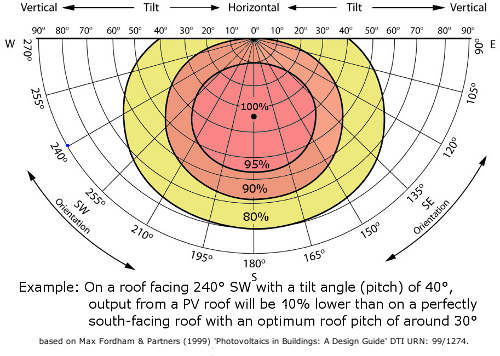 Vertical Tilt Horizontal Tilt Vertical
90° 80° 70° 60° 50° 40° 30° 20° 10° 0° 10° 20° 30° 40° 50° 60° 70° 80° 90°
W E
270° 90°
255° 105°
100%
240° 120°
95%
90%
255° 135°
SW SE
Orientation Orientation
80%
210° 150°
195° 165°
180°
S
Example: On a roof facing 240° SW with a tilt angle (pitch) of 40°,
output from a PV roof will be 10% lower than on a perfectly
south-facing roof with an optimum roof pitch of around 30°
based on Max Fordham & Partners (1999) 'Photovoltaics in Buildings: A Design Guide' DTI URN: 99/1274.